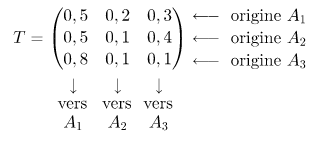 0, 5 0, 2 0, 3 ⟵ origine A₁
T = 0, 5 0, 1 0, 4 ⟵ origine A₂
0, 8 0, 1 0, 1 ⟵ origine A₃
↓ ↓ ↓
vers vers vers
A₁ A₂ A₃